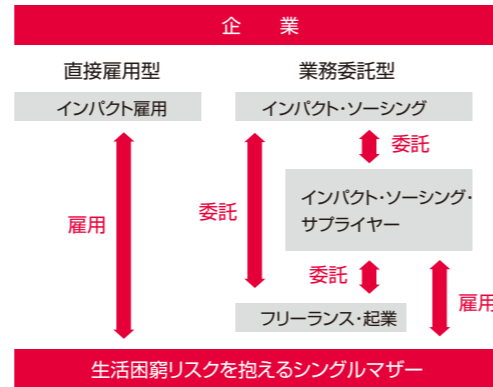 企　業
直接雇用型
業務委託型
インパクト雇用
インパクト・ソーシング
委託
インパクト・ソーシング・
サプライヤー
雇用
委託
委託
雇用
フリーランス・起業
生活困窮リスクを抱えるシングルマザー